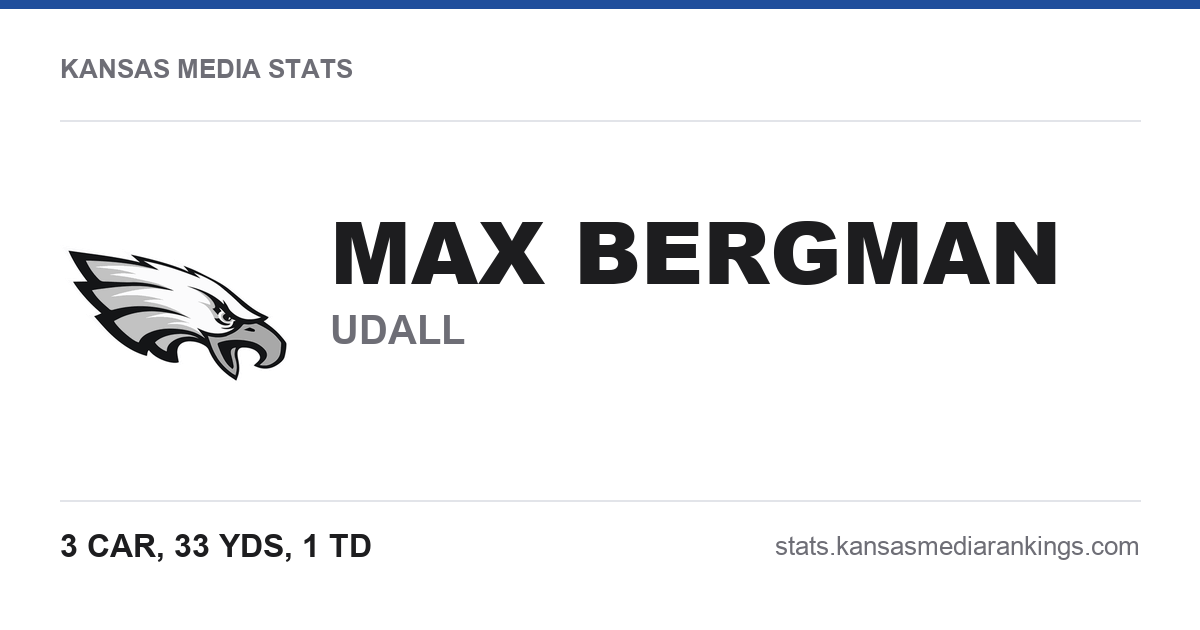 KANSAS MEDIA STATS
MAX BERGMAN
UDALL
3 CAR, 33 YDS, 1 TD
stats.kansasmediarankings.com